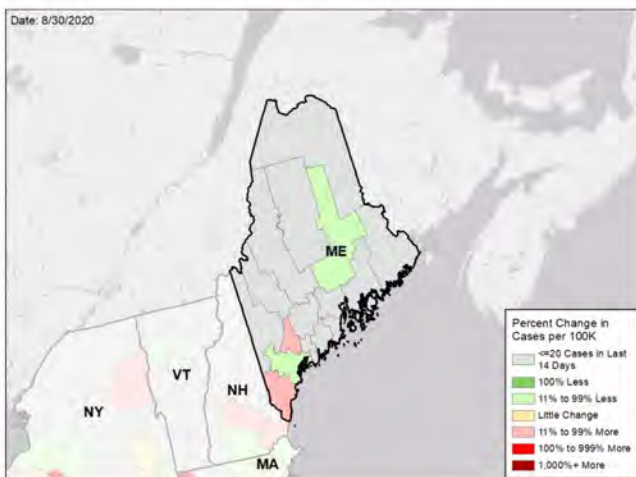 Date: 8/30/2020
ME
VT
NH
NY
MA
Percent Change in
Cases per 100K
<=20 Cases in Last
14 Days
100% Less
11% to 99% Less
Little Change
11% to 99% More
100% to 999% More
1,000%+ More